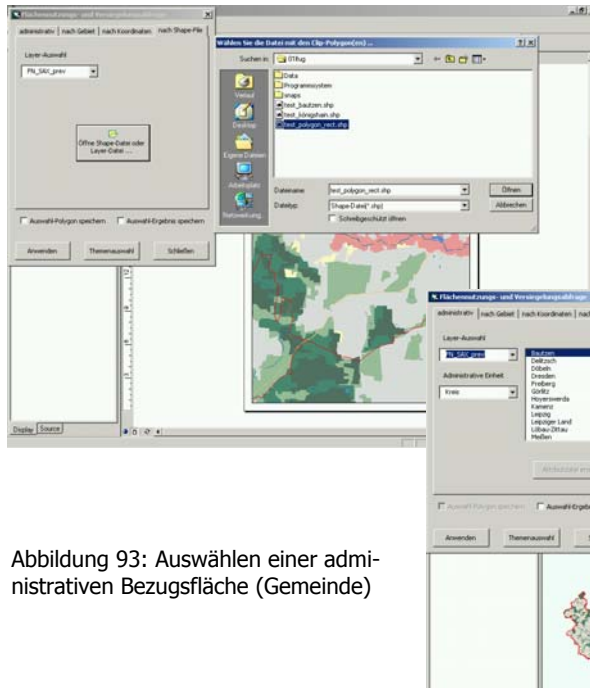 Flächennutzungs- und Versiegelungsabfrage
administrativ nach Gebiet nach Koordinaten nach Shape-File
Layer-Auswahl
FN_SAX_prev
Öffne Shape-Datei oder
Layer-Datei ...
Auswahl-Polygon speichern Auswahl-Ergebnis speichern
Anwenden Themenauswahl Schließen
Wählen Sie die Datei mit den Clip-Polygon(en) ...
Suchen in:
Verlauf
Desktop
Eigene Dateien
Arbeitsplatz
Data
Programmsystem
snaps
test_bautzen.shp
test_königshain.shp
test_polygon_vect.shp
Dateiname: test_polygon_vect.shp Öffnen
Dateityp: Shape-Datei(*.shp) Abbrechen
Schreibgeschützt öffnen
Display Source
Flächennutzungs- und Versiegelungsabfrage
administrativ nach Gebiet nach Koordinaten
Layer-Auswahl
FN_SAX_prev
Administrative Einheit
Kreis
Bautzen
Delitzsch
Döbeln
Dresden
Freiberg
Görlitz
Hoyerswerda
Kamenz
Leipzig
Leipziger Land
Löbau-Zittau
Meißen
Auswahl-Polygon speichern
Anwenden Themenauswahl
Abbildung 93: Auswählen einer admi-
nistrativen Bezugsfläche (Gemeinde)